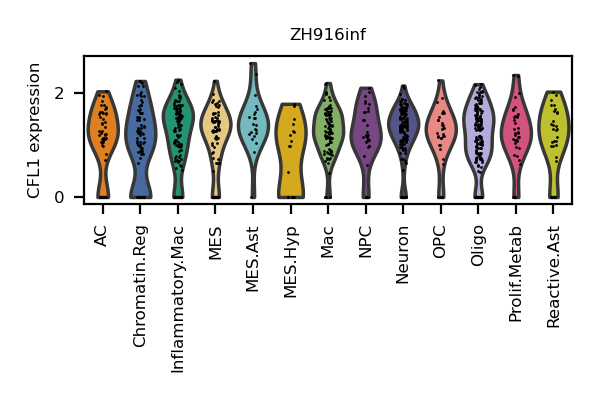 ZH916inf
CFL1 expression
2
0
AC
Chromatin.Reg
Inflammatory.Mac
MES
MES.Ast
MES.Hyp
Mac
NPC
Neuron
OPC
Oligo
Prolif.Metab
Reactive.Ast